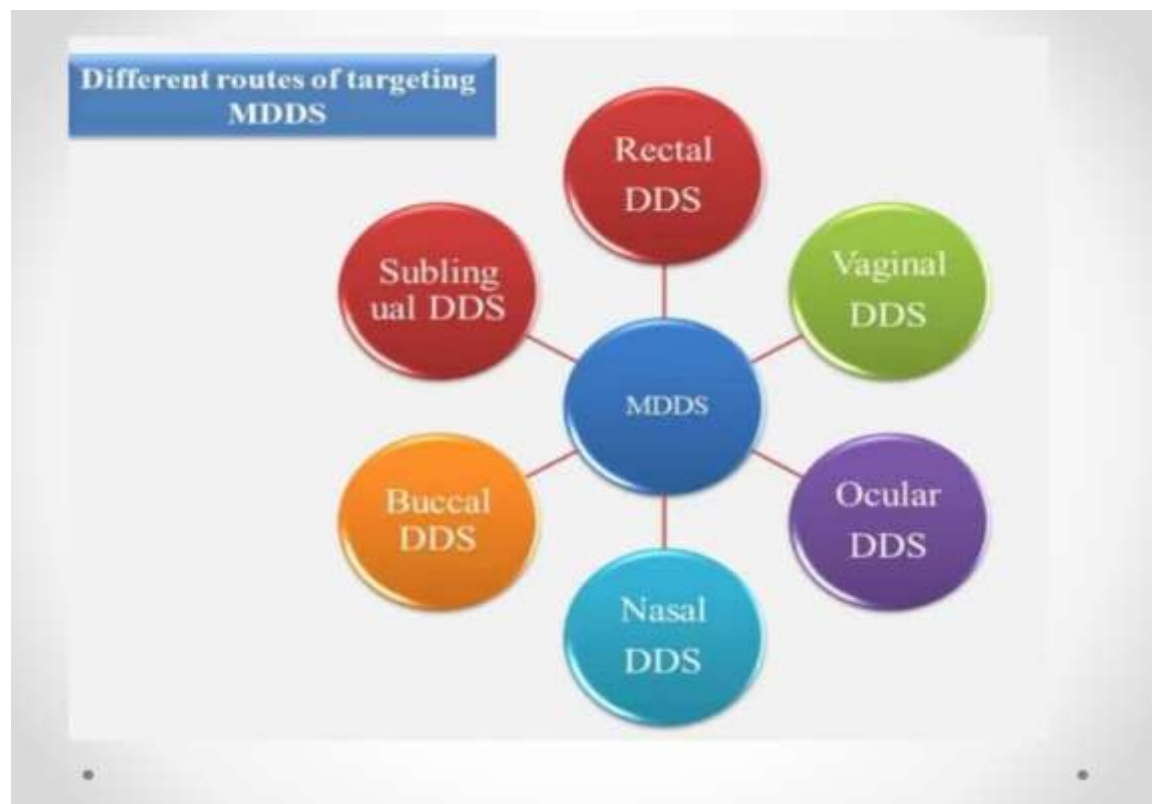 Different routes of targeting
MDDS
Rectal
DDS
Subling
ual DDS
Vaginal
DDS
MDDS
Buccal
DDS
Ocular
DDS
Nasal
DDS